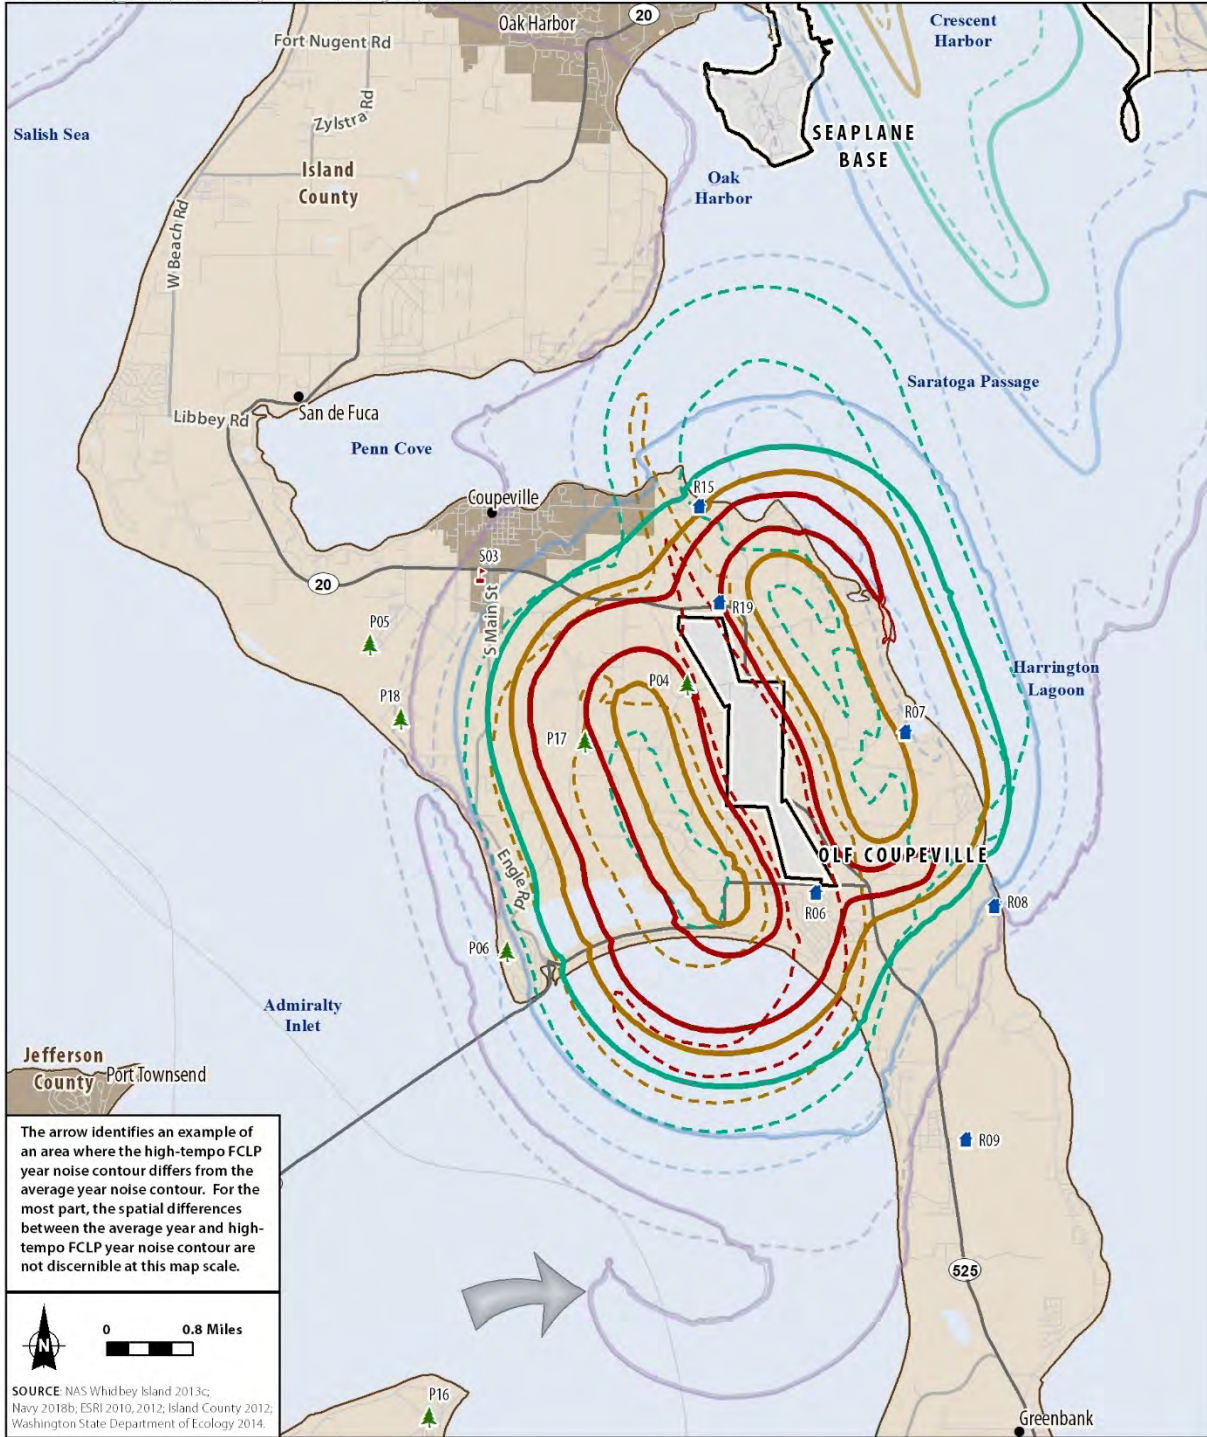 Oak Harbor
20
Crescent
Harbor
Fort Nugent Rd
Zylstra Rd
Salish Sea
SEAPLANE
BASE
Island
County
Oak
Harbor
W Beach Rd
Saratoga Passage
San de Fuca
Libbey Rd
Penn Cove
Coupeville
R15
S03
20
R19
S Main St
P05
Harrington
Lagoon
P04
P18
R07
P17
OLF COUPEVILLE
Engle Rd
R06
R08
P06
Admiralty
Inlet
Jefferson
County
Port Townsend
R09
The arrow identifies an example of
an area where the high-tempo FCLP
year noise contour differs from the
average year noise contour. For the
most part, the spatial differences
between the average year and high-
tempo FCLP year noise contour are
not discernible at this map scale.
525
N
0 0.8 Miles
SOURCE: NAS Whidbey Island 2013c;
Navy 2018b; ESRI 2010, 2012; Island County 2012;
Washington State Department of Ecology 2014.
P16
Greenbank